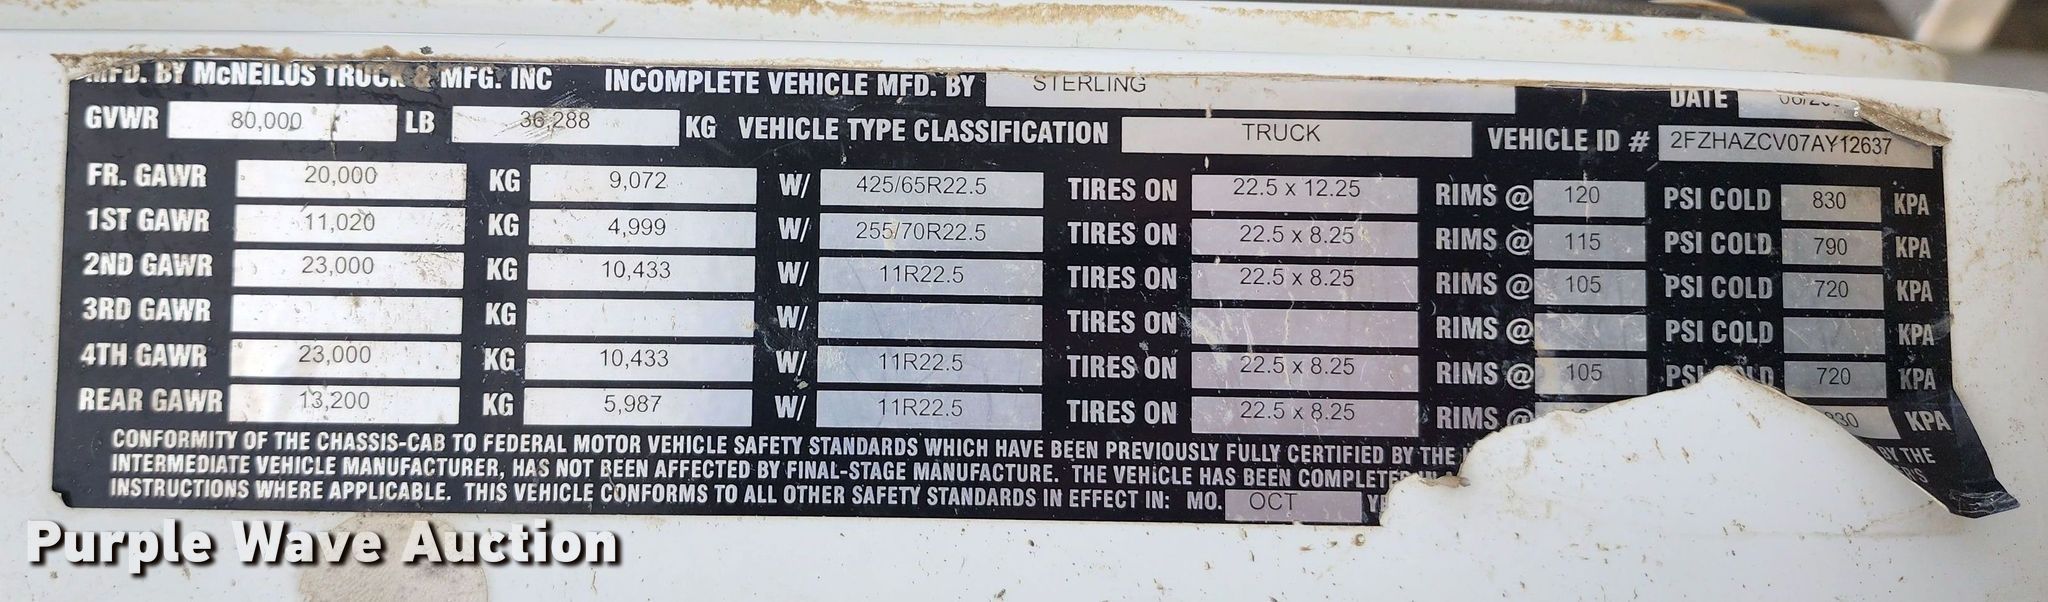 MFD. BY McNEILUS TRUCK & MFG. INC INCOMPLETE VEHICLE MFD. BY STERLING DATE
GVWR 80,000 LB 36,288 KG VEHICLE TYPE CLASSIFICATION TRUCK VEHICLE ID # 2FZHAZCV07AY12637
FR. GAWR 20,000 KG 9,072 W/ 425/65R22.5 TIRES ON 22.5 x 12.25 RIMS @ 120 PSI COLD 830 KPA
1ST GAWR 11,020 KG 4,999 W/ 255/70R22.5 TIRES ON 22.5 x 8.25 RIMS @ 115 PSI COLD 790 KPA
2ND GAWR 23,000 KG 10,433 W/ 11R22.5 TIRES ON 22.5 x 8.25 RIMS @ 105 PSI COLD 720 KPA
3RD GAWR KG W/ TIRES ON RIMS @ PSI COLD KPA
4TH GAWR 23,000 KG 10,433 W/ 11R22.5 TIRES ON 22.5 x 8.25 RIMS @ 105 PSI COLD 720 KPA
REAR GAWR 13,200 KG 5,987 W/ 11R22.5 TIRES ON 22.5 x 8.25 RIMS @ KPA
CONFORMITY OF THE CHASSIS-CAB TO FEDERAL MOTOR VEHICLE SAFETY STANDARDS WHICH HAVE BEEN PREVIOUSLY FULLY CERTIFIED BY THE BY THE
INTERMEDIATE VEHICLE MANUFACTURER, HAS NOT BEEN AFFECTED BY FINAL-STAGE MANUFACTURE. THE VEHICLE HAS BEEN COMPLETED
INSTRUCTIONS WHERE APPLICABLE. THIS VEHICLE CONFORMS TO ALL OTHER SAFETY STANDARDS IN EFFECT IN: MO. OCT
Purple Wave Auction